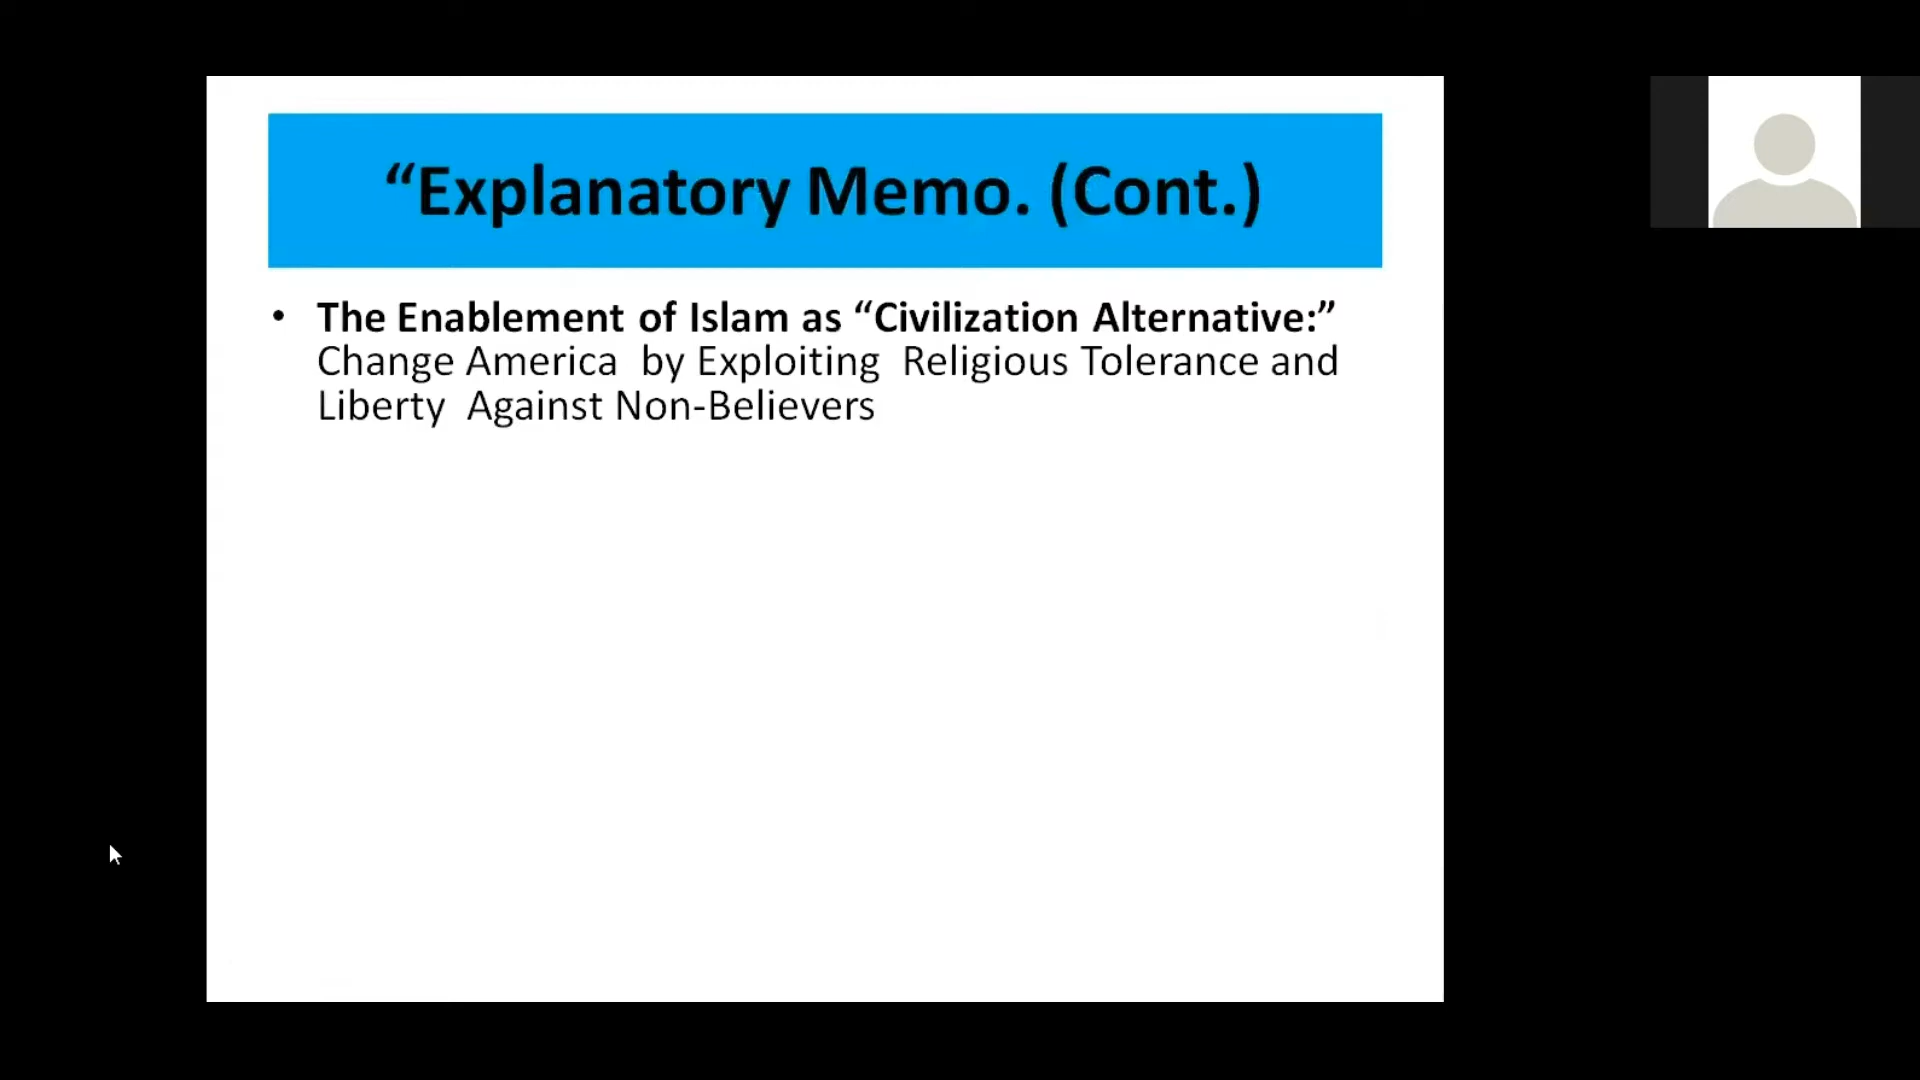 “Explanatory Memo. (Cont.)
• The Enablement of Islam as “Civilization Alternative:”
Change America by Exploiting Religious Tolerance and
Liberty Against Non-Believers